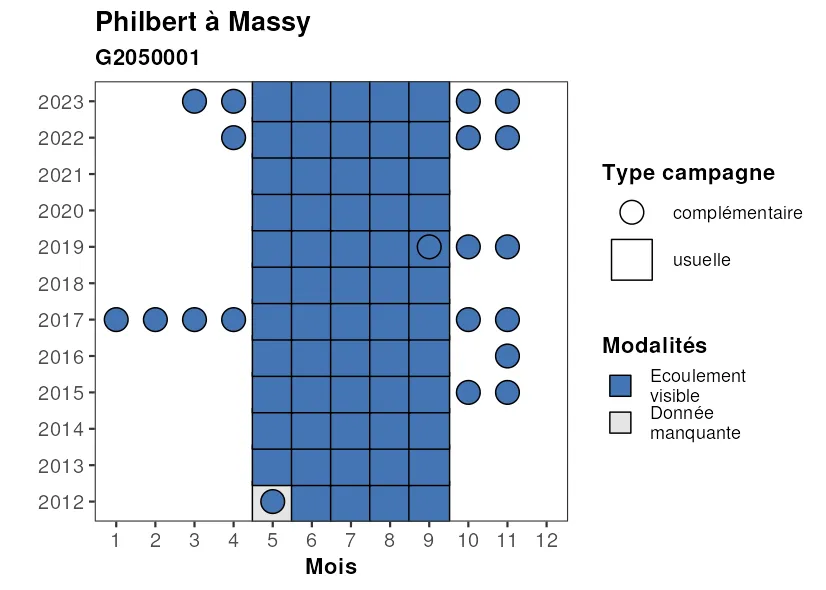 Philbert à Massy
G2050001
2023
2022
2021
2020
2019
2018
2017
2016
2015
2014
2013
2012
1 2 3 4 5 6 7 8 9 10 11 12
Mois
Type campagne
complémentaire
usuelle
Modalités
Ecoulement
visible
Donnée
manquante